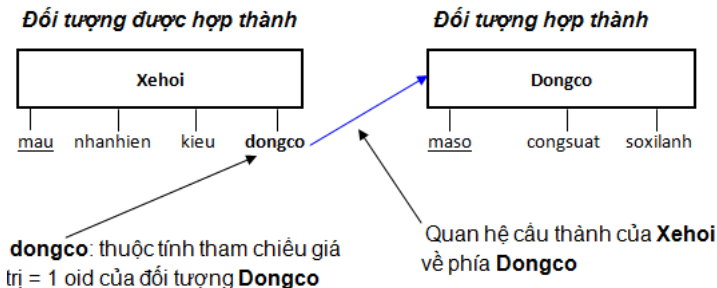 Đối tượng được hợp thành
Đối tượng hợp thành
Xehoi
Dongco
mau nhanhien kieu dongco
maso congsuat soxilanh
dongco: thuộc tính tham chiếu giá
trị = 1 oid của đối tượng Dongco
Quan hệ cấu thành của Xehoi
về phía Dongco